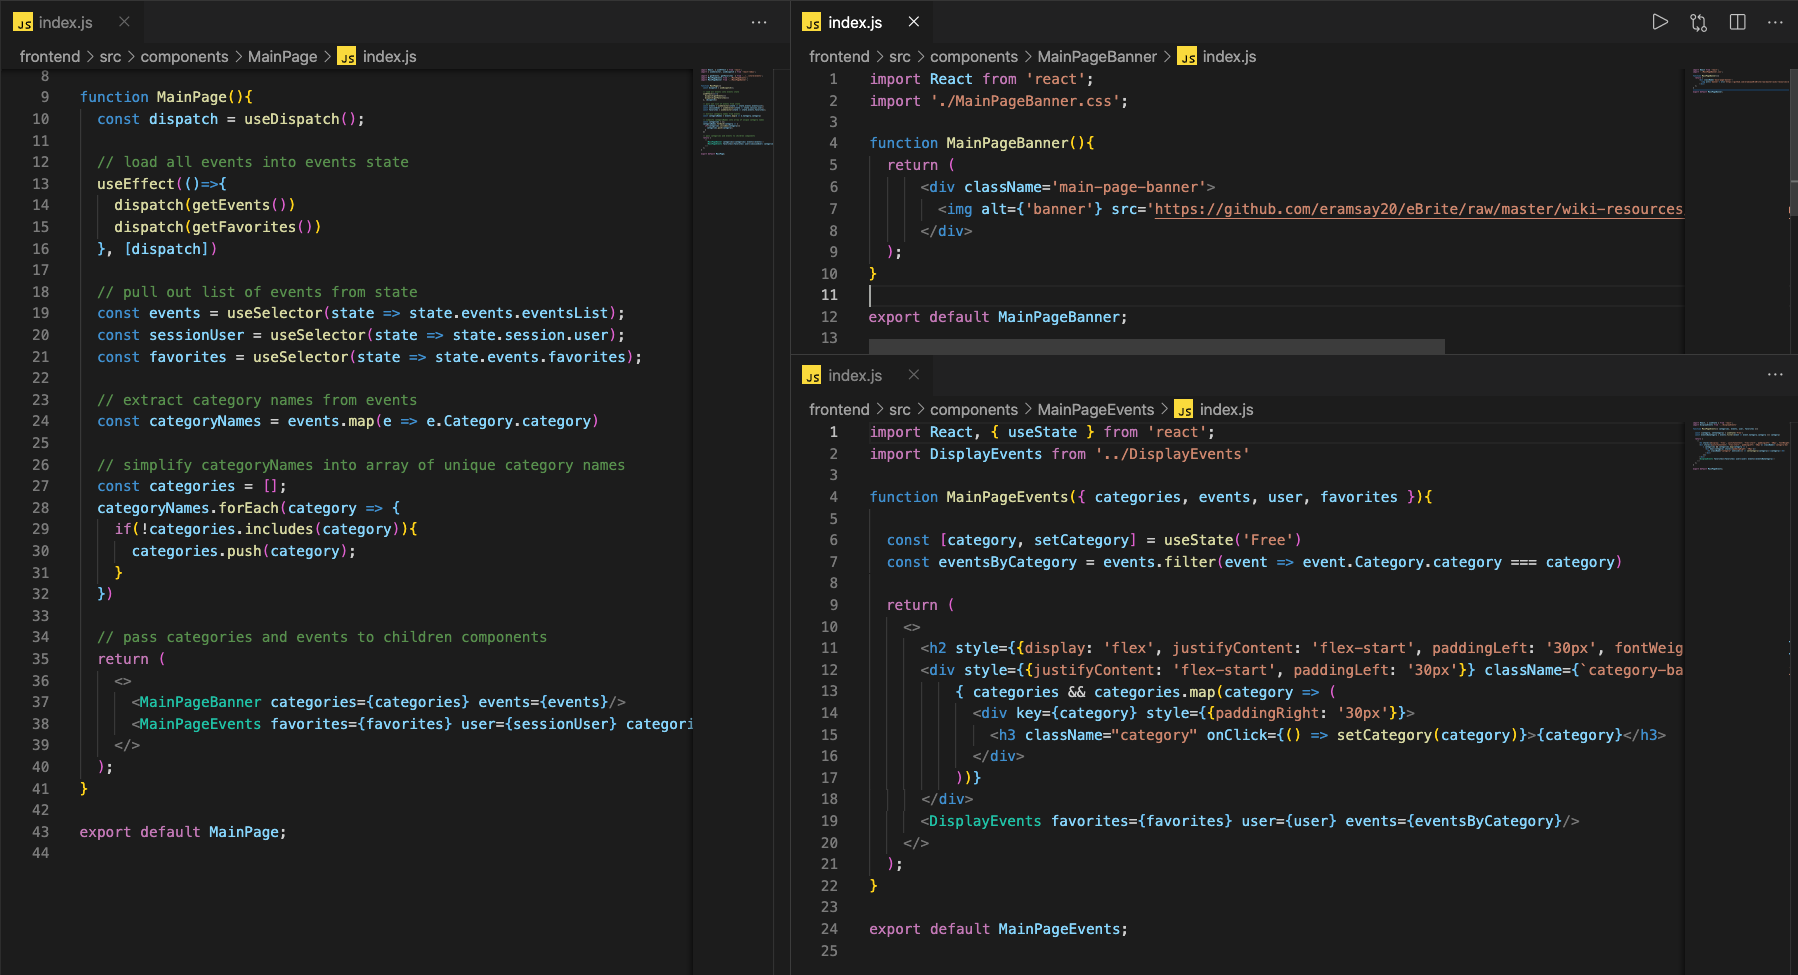 JS index.js
frontend > src > components > MainPage > JS index.js
8
9 function MainPage(){
10 const dispatch = useDispatch();
11
12 // load all events into events state
13 useEffect(()=>{
14 dispatch(getEvents())
15 dispatch(getFavorites())
16 }, [dispatch])
17
18 // pull out list of events from state
19 const events = useSelector(state => state.events.eventsList);
20 const sessionUser = useSelector(state => state.session.user);
21 const favorites = useSelector(state => state.events.favorites);
22
23 // extract category names from events
24 const categoryNames = events.map(e => e.Category.category)
25
26 // simplify categoryNames into array of unique category names
27 const categories = [];
28 categoryNames.forEach(category => {
29 if(!categories.includes(category)){
30 categories.push(category);
31 }
32 })
33
34 // pass categories and events to children components
35 return (
36 <>
37 <MainPageBanner categories={categories} events={events}/>
38 <MainPageEvents favorites={favorites} user={sessionUser} categori
39 </>
40 );
41 }
42
43 export default MainPage;
44
JS index.js
frontend > src > components > MainPageBanner > JS index.js
1 import React from 'react';
2 import './MainPageBanner.css';
3
4 function MainPageBanner(){
5 return (
6 <div className='main-page-banner'>
7 <img alt={'banner'} src='https://github.com/eramsay20/eBrite/raw/master/wiki-resources
8 </div>
9 );
10 }
11
12 export default MainPageBanner;
13
JS index.js
frontend > src > components > MainPageEvents > JS index.js
1 import React, { useState } from 'react';
2 import DisplayEvents from '../DisplayEvents'
3
4 function MainPageEvents({ categories, events, user, favorites }){
5
6 const [category, setCategory] = useState('Free')
7 const eventsByCategory = events.filter(event => event.Category.category === category)
8
9 return (
10 <>
11 <h2 style={{display: 'flex', justifyContent: 'flex-start', paddingLeft: '30px', fontWeig
12 <div style={{justifyContent: 'flex-start', paddingLeft: '30px'}} className={`category-ba
13 { categories && categories.map(category => (
14 <div key={category} style={{paddingRight: '30px'}}>
15 <h3 className="category" onClick={() => setCategory(category)}>{category}</h3>
16 </div>
17 ))}
18 </div>
19 <DisplayEvents favorites={favorites} user={user} events={eventsByCategory}/>
20 </>
21 );
22 }
23
24 export default MainPageEvents;
25